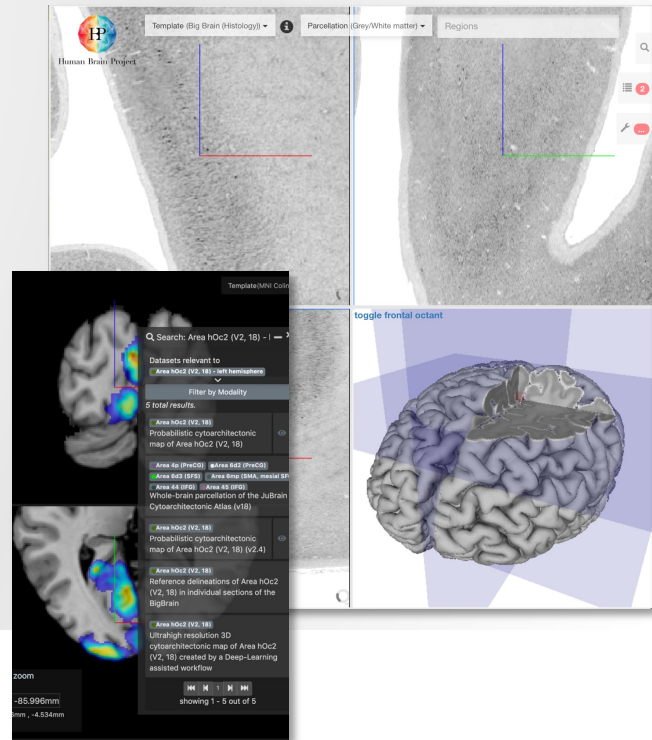 HP
Human Brain Project
Template (Big Brain (Histology))
Parcellation (Grey/White matter)
Regions
2
...
toggle frontal octant
Template(MNI Colin
Search: Area hOc2 (V2, 18) -
Datasets relevant to
Area hOc2 (V2, 18) - left hemisphere
Filter by Modality
5 total results.
Area hOc2 (V2, 18)
Probabilistic cytoarchitectonic
map of Area hOc2 (V2, 18)
Area 4p (PreCG) Area 6d2 (PreCG)
Area 6d3 (SFS) Area 6mp (SMA, mesial SF
Area 44 (IFG) Area 45 (IFG)
Whole-brain parcellation of the JuBrain
Cytoarchitectonic Atlas (v18)
Area hOc2 (V2, 18)
Probabilistic cytoarchitectonic
map of Area hOc2 (V2, 18) (v2.4)
Area hOc2 (V2, 18)
Reference delineations of Area hOc2
(V2, 18) in individual sections of the
BigBrain
Area hOc2 (V2, 18)
Ultrahigh resolution 3D
cytoarchitectonic map of Area hOc2
(V2, 18) created by a Deep-Learning
assisted workflow
1
showing 1 - 5 out of 5
zoom
-85.996mm
mm , -4.534mm